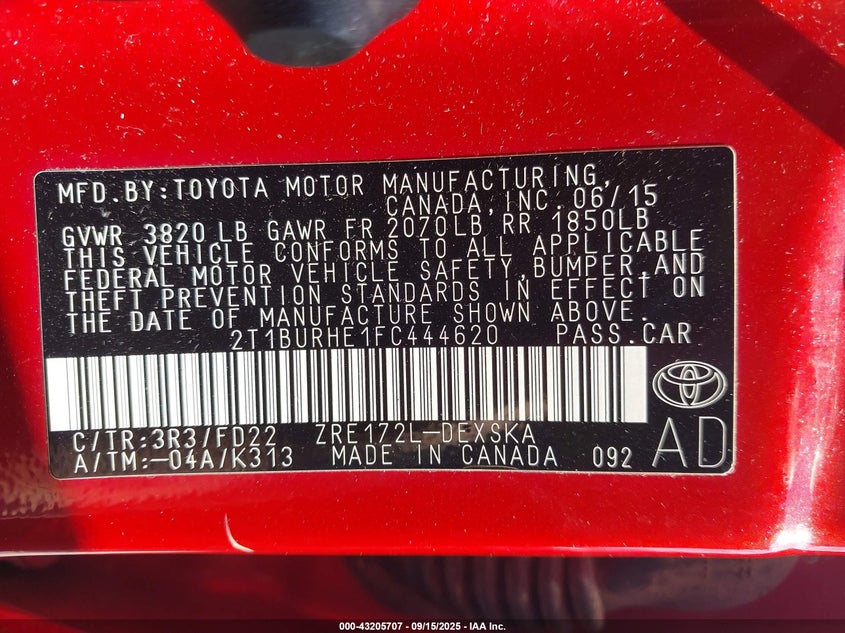 MFD.BY:TOYOTA MOTOR MANUFACTURING,
CANADA,INC.06/15
GVWR 3820 LB GAWR FR 2070LB RR 1850LB
THIS VEHICLE CONFORMS TO ALL APPLICABLE
FEDERAL MOTOR VEHICLE SAFETY,BUMPER,AND
THEFT PREVENTION STANDARDS IN EFFECT ON
THE DATE OF MANUFACTURE SHOWN ABOVE.
2T1BURHE1FC444620 PASS.CAR
C/TR:3R3/FD22 ZRE172L-DEXSKA
A/TM:-04A/K313 MADE IN CANADA 092 AD
000-43205707 - 09/15/2025 - IAA Inc.